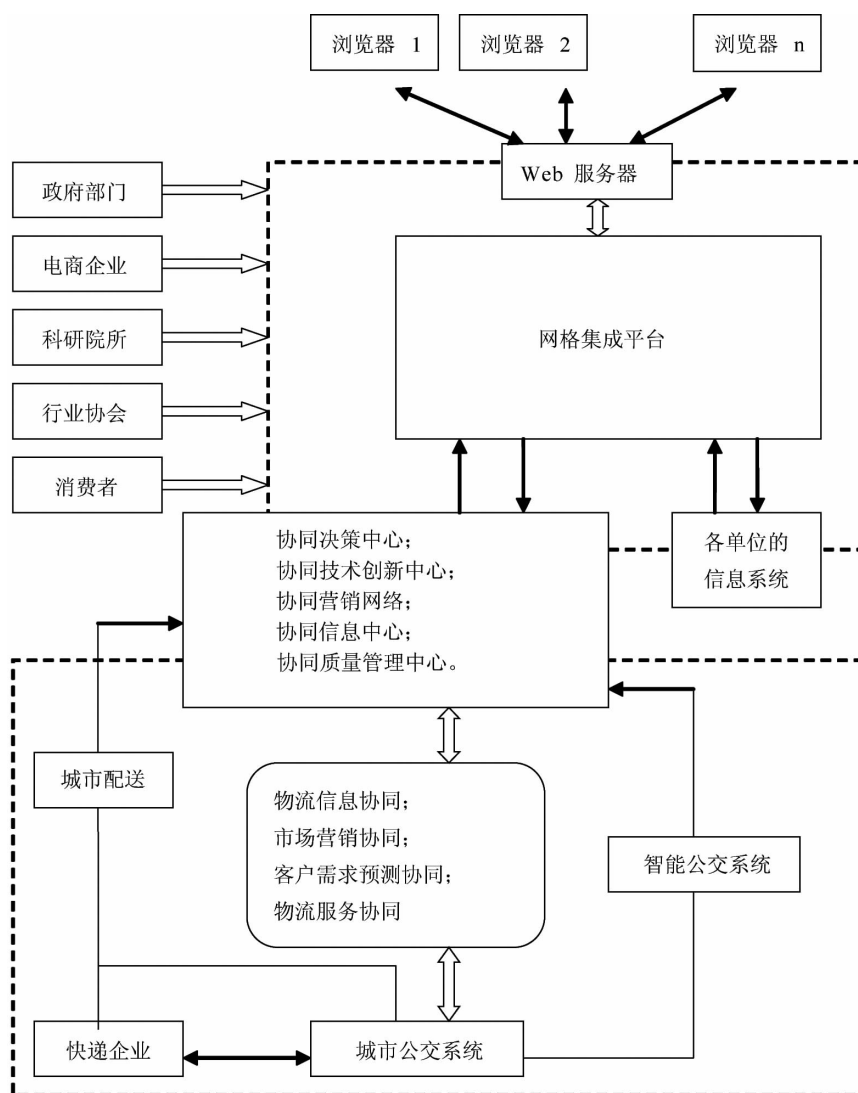 浏览器 1
浏览器 2
浏览器 n
Web 服务器
政府部门
电商企业
科研院所
行业协会
消费者
网格集成平台
协同决策中心;
协同技术创新中心;
协同营销网络;
协同信息中心;
协同质量管理中心。
各单位的
信息系统
城市配送
物流信息协同;
市场营销协同;
客户需求预测协同;
物流服务协同
智能公交系统
快递企业
城市公交系统